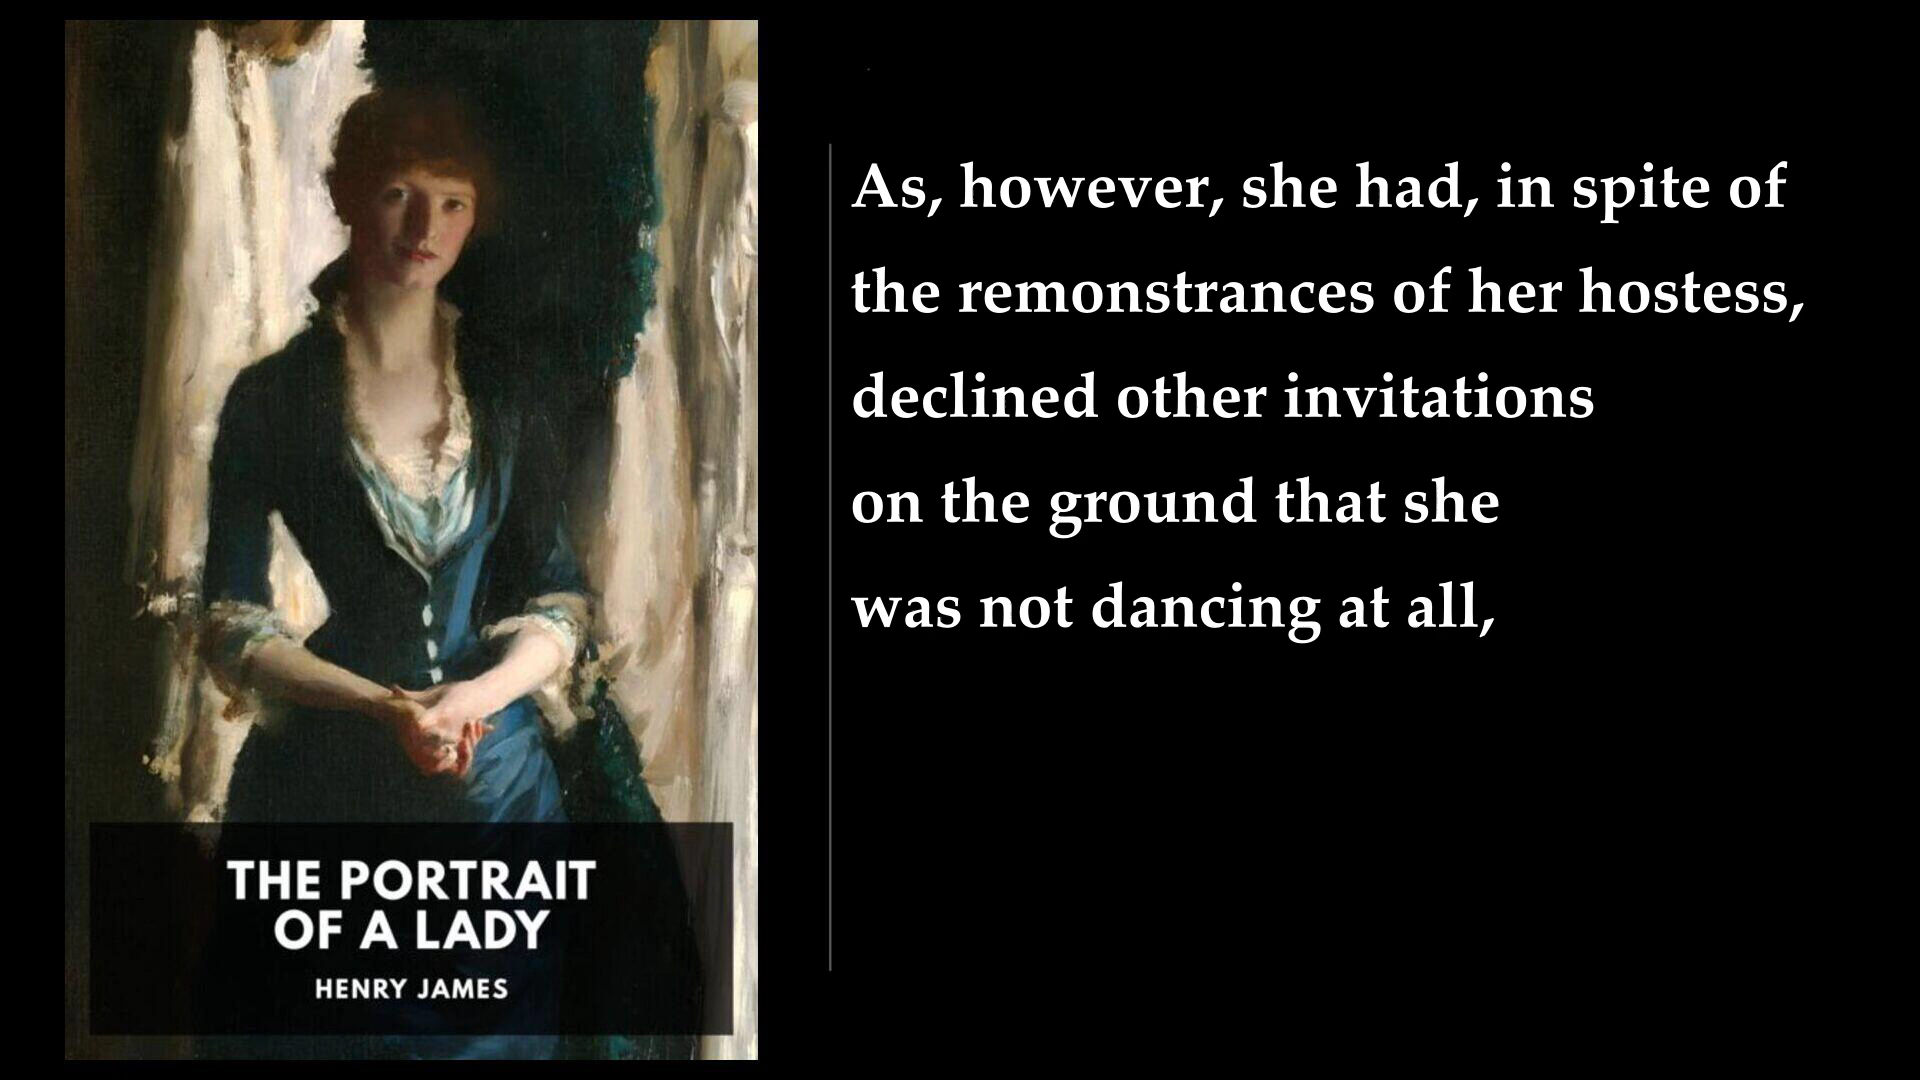 As, however, she had, in spite of
the remonstrances of her hostess,
declined other invitations
on the ground that she
was not dancing at all,
THE PORTRAIT
OF A LADY
HENRY JAMES